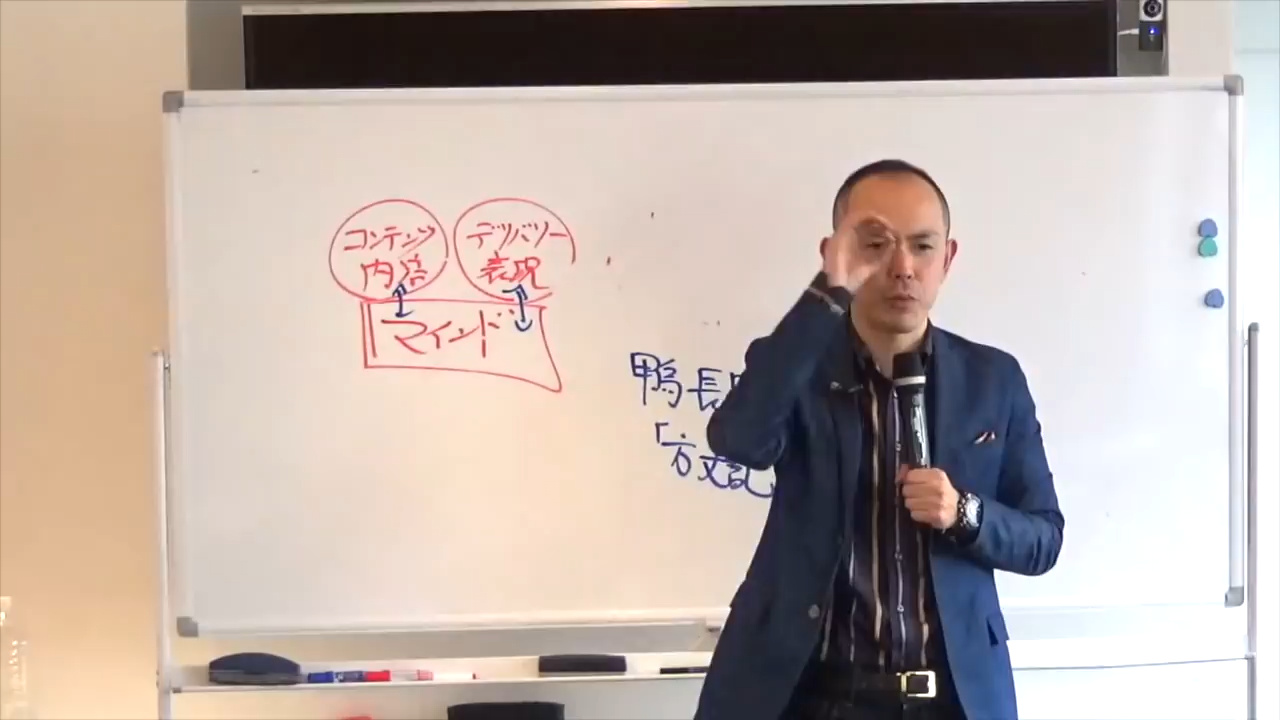 コンテンツ
内容
デリバリー
表現
マインド
鴨長
「方丈記